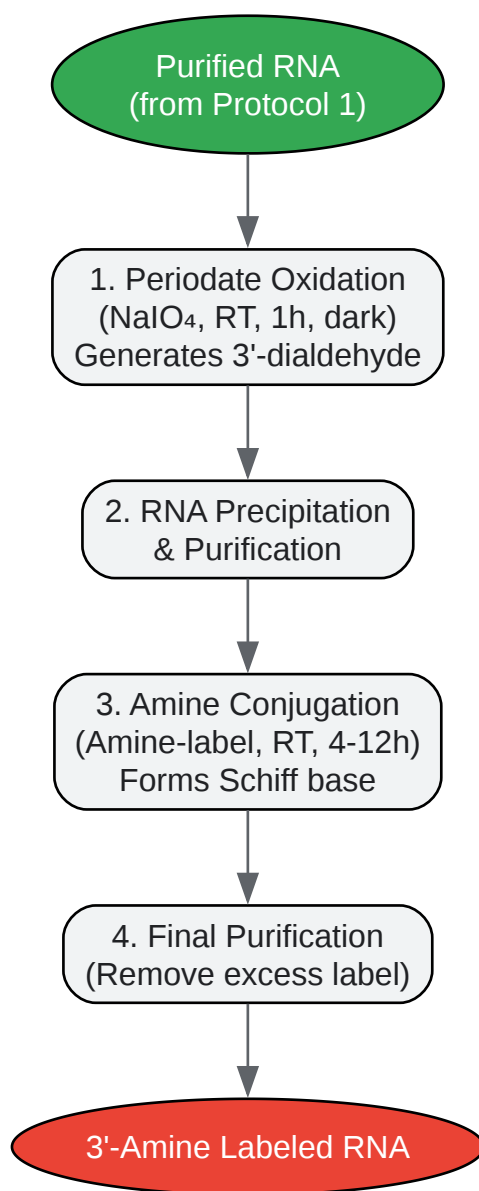 Purified RNA
(from Protocol 1)
1. Periodate Oxidation
(NaIO₄, RT, 1h, dark)
Generates 3'-dialdehyde
2. RNA Precipitation
& Purification
3. Amine Conjugation
(Amine-label, RT, 4-12h)
Forms Schiff base
4. Final Purification
(Remove excess label)
3'-Amine Labeled RNA